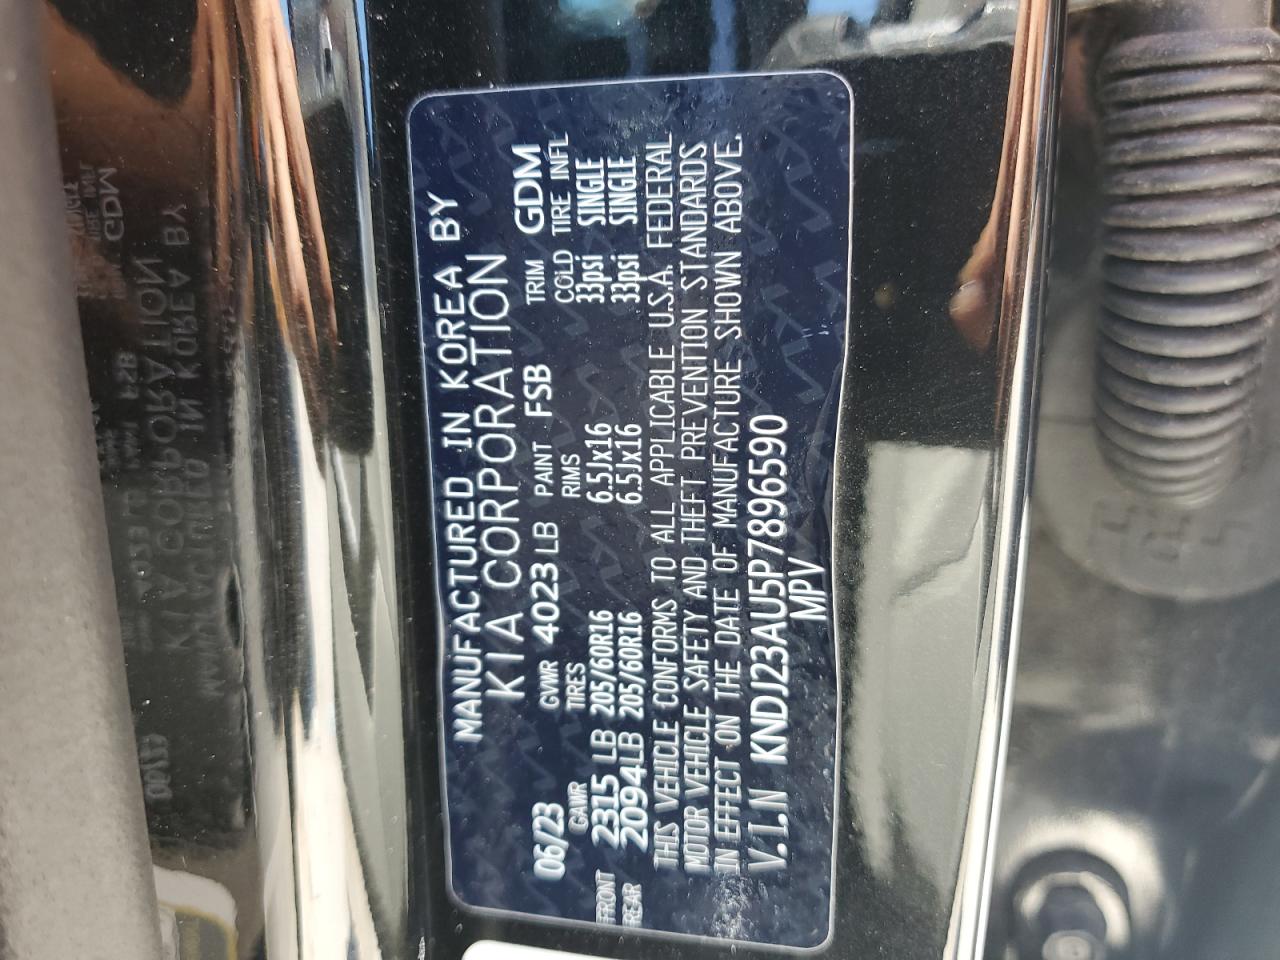 MANUFACTURED IN KOREA BY
KIA CORPORATION
06/23 GVWR 4023 LB PAINT FSB TRIM GDM
GAWR TIRES RIMS COLD TIRE INFL
FRONT 2315 LB 205/60R16 6.5Jx16 33psi SINGLE
REAR 2094LB 205/60R16 6.5Jx16 33psi SINGLE
THIS VEHICLE CONFORMS TO ALL APPLICABLE U.S.A. FEDERAL
MOTOR VEHICLE SAFETY AND THEFT PREVENTION STANDARDS
IN EFFECT ON THE DATE OF MANUFACTURE SHOWN ABOVE.
V.I.N KNDJ23AU5P7896590
MPV